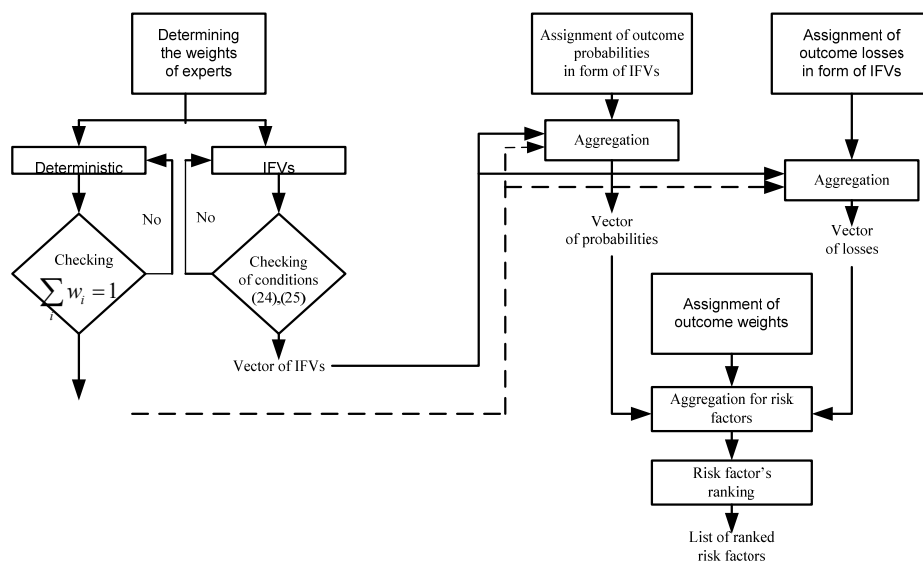 Determining
the weights
of experts
Assignment of outcome
probabilities
in form of IFVs
Assignment of
outcome losses
in form of IFVs
Deterministic
IFVs
Aggregation
Aggregation
No
No
Checking
∑ wᵢ = 1
i
Checking
of conditions
(24),(25)
Vector of IFVs
Vector
of probabilities
Vector
of losses
Assignment of
outcome weights
Aggregation for risk
factors
Risk factor's
ranking
List of ranked
risk factors